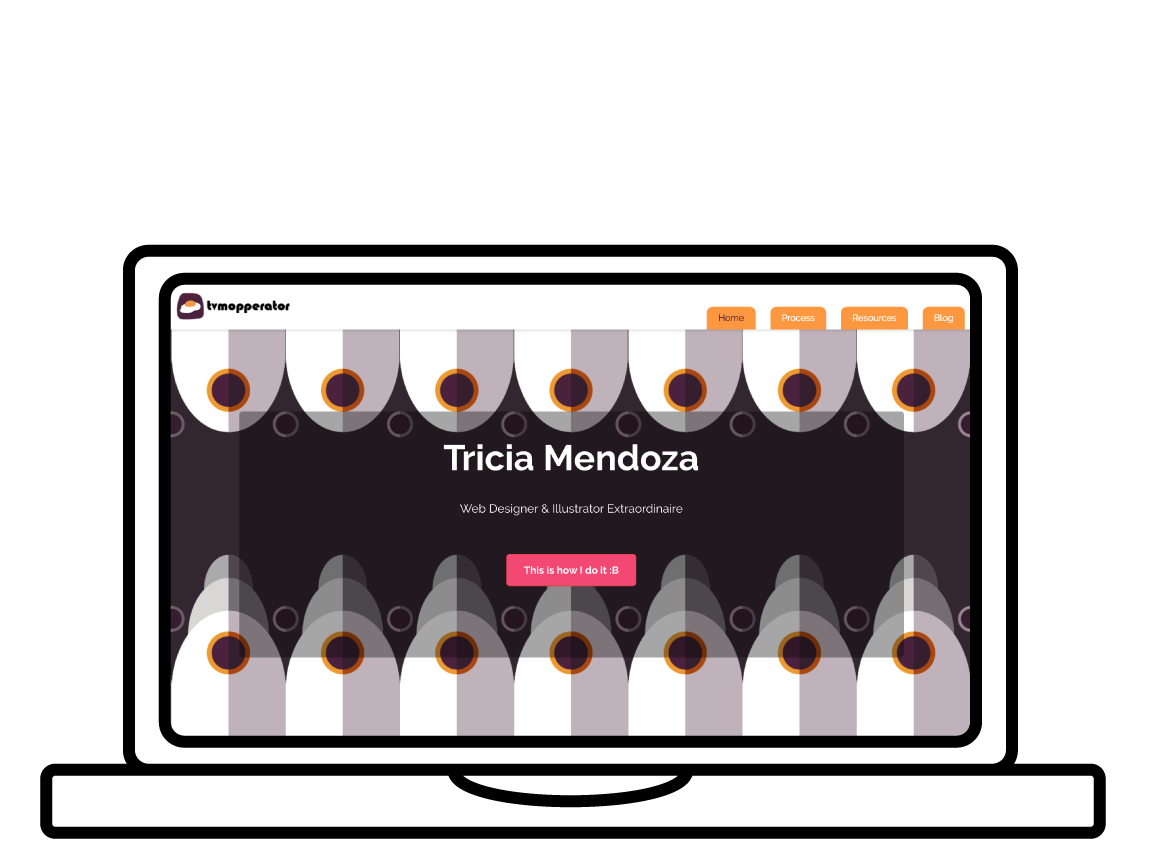 tvmopperator
Home Process Resources Blog
Tricia Mendoza
Web Designer & Illustrator Extraordinaire
This is how I do it :B